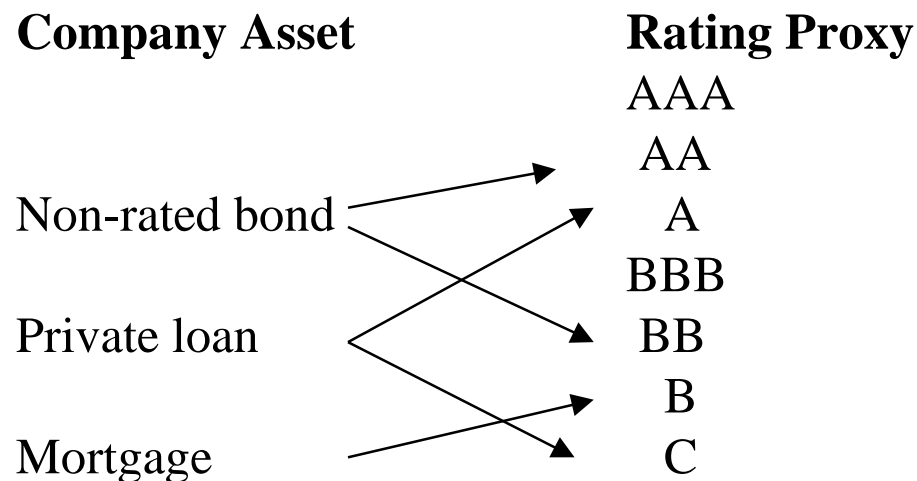 Company Asset Rating Proxy
AAA
AA
Non-rated bond A
BBB
Private loan BB
B
Mortgage C